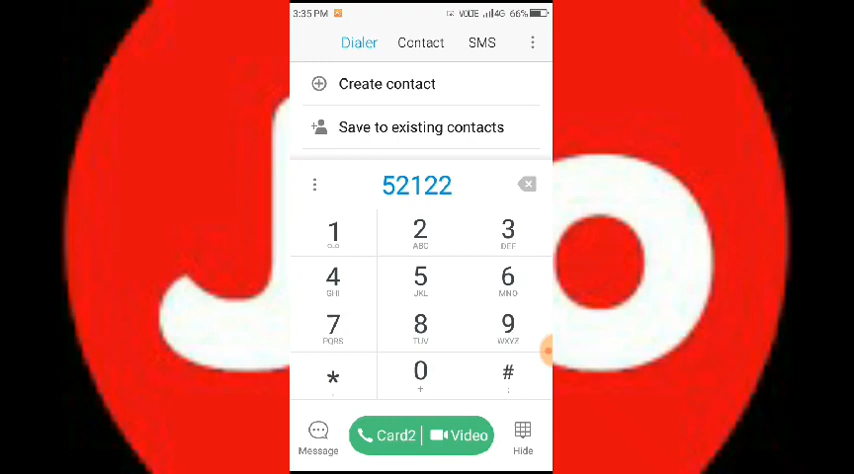 3:35 PM VOLTE 4G 66%
Dialer Contact SMS
Create contact
Save to existing contacts
52122
1 2 3
ABC DEF
4 5 6
GHI JKL MNO
7 8 9
PQRS TUV WXYZ
* 0 #
, + ;
Card2 Video
Message Hide
J o